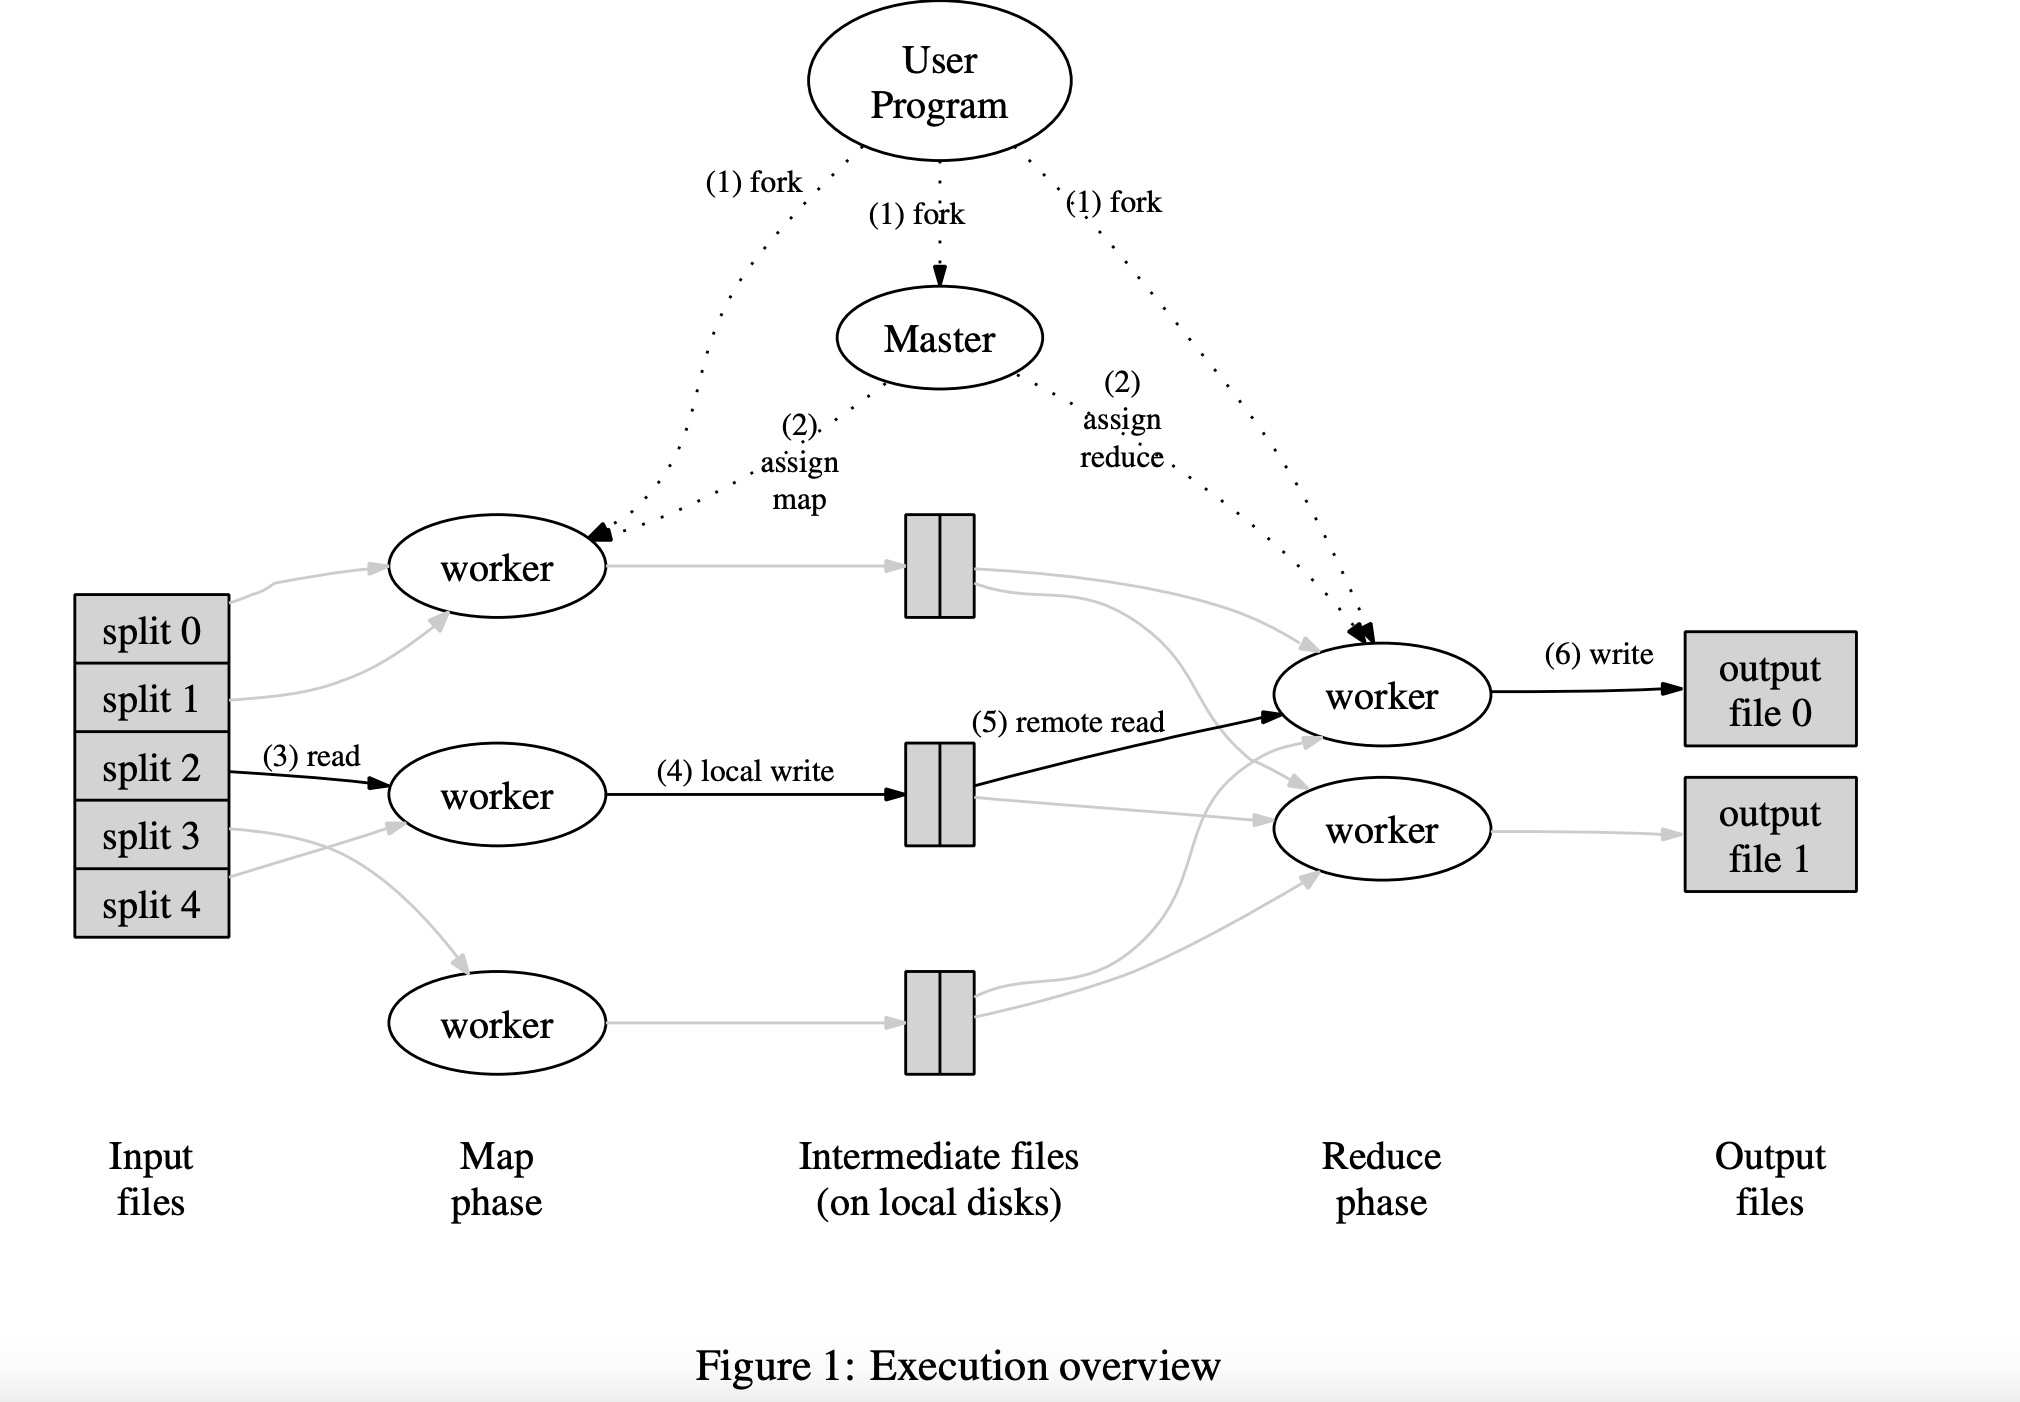 User
Program
(1) fork
(1) fork
(1) fork
Master
(2)
assign
map
(2)
assign
reduce
worker
split 0
split 1
split 2
split 3
split 4
(3) read
worker
(4) local write
(5) remote read
worker
(6) write
output
file 0
worker
output
file 1
worker
Input
files
Map
phase
Intermediate files
(on local disks)
Reduce
phase
Output
files
Figure 1: Execution overview